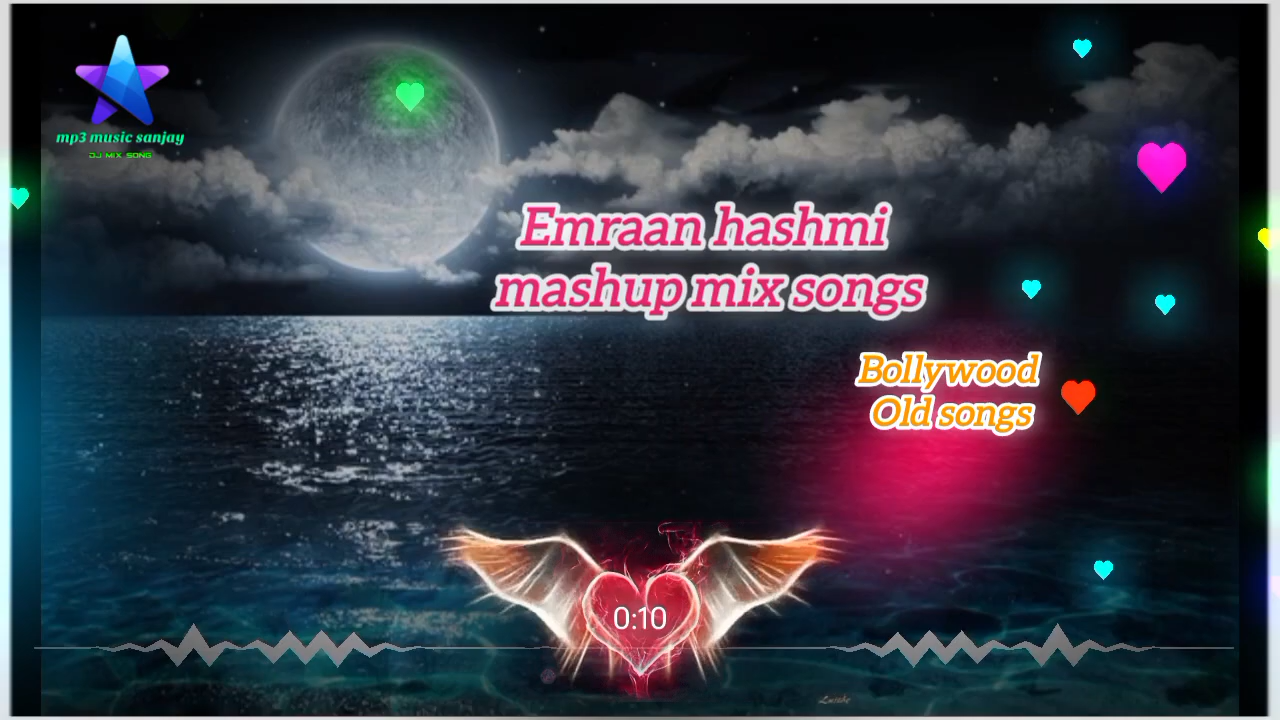 mp3 music sanjay
DJ MIX SONG
Emraan hashmi
mashup mix songs
Bollywood
Old songs
0:10